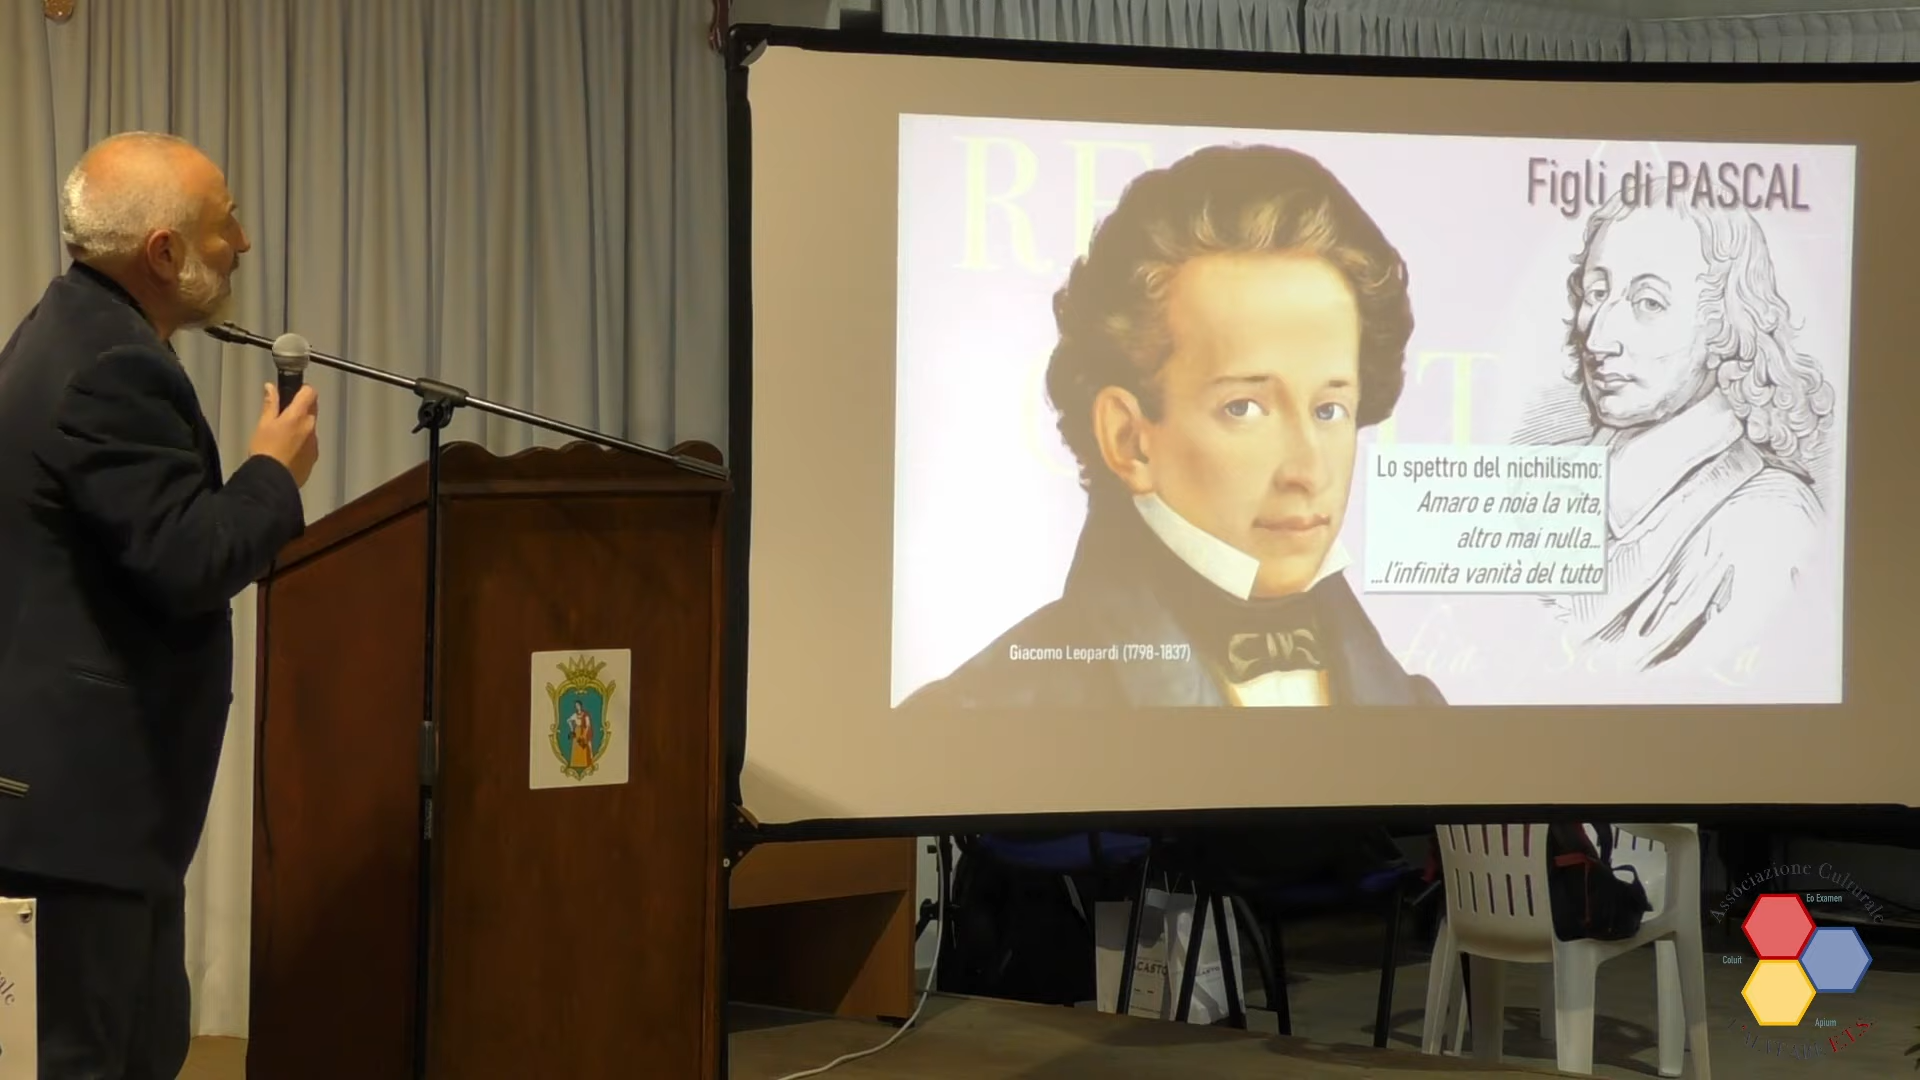 Figli di PASCAL
Lo spettro del nichilismo:
Amaro e noia la vita,
altro mai nulla...
...l'infinita vanità del tutto
Giacomo Leopardi (1798-1837)
Associazione Culturale
Eo Examen
Coluit
Apium